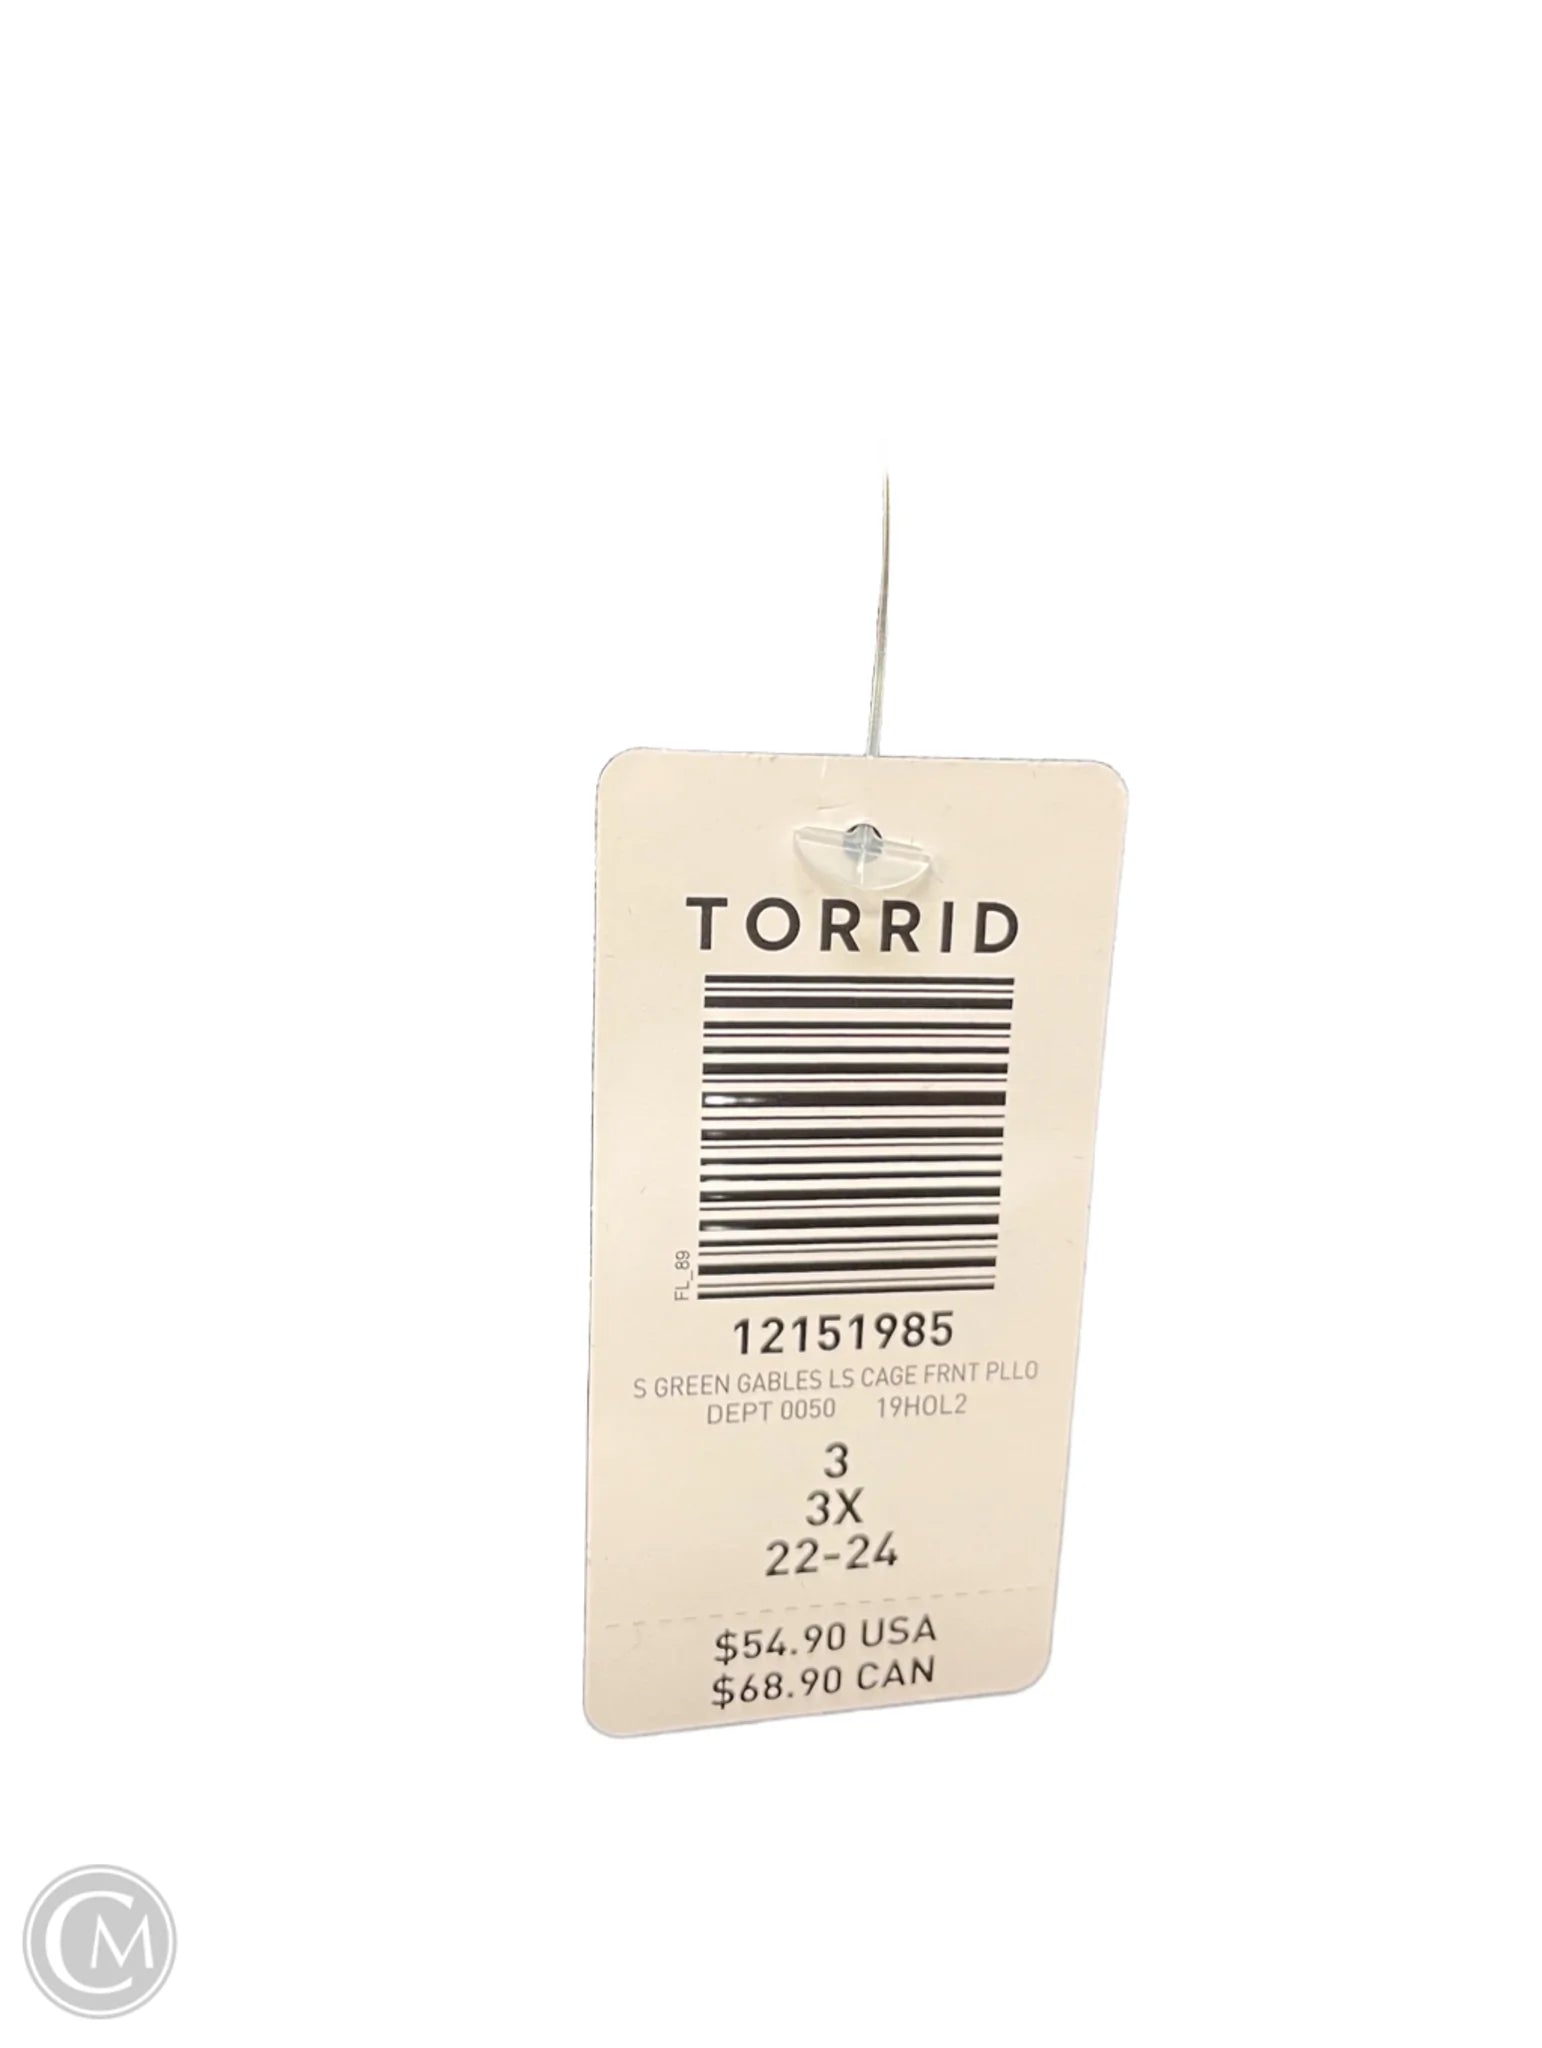 TORRID
FL_89
12151985
S GREEN GABLES LS CAGE FRNT PLLO
DEPT 0050 19HOL2
3
3X
22-24
$54.90 USA
$68.90 CAN
CM